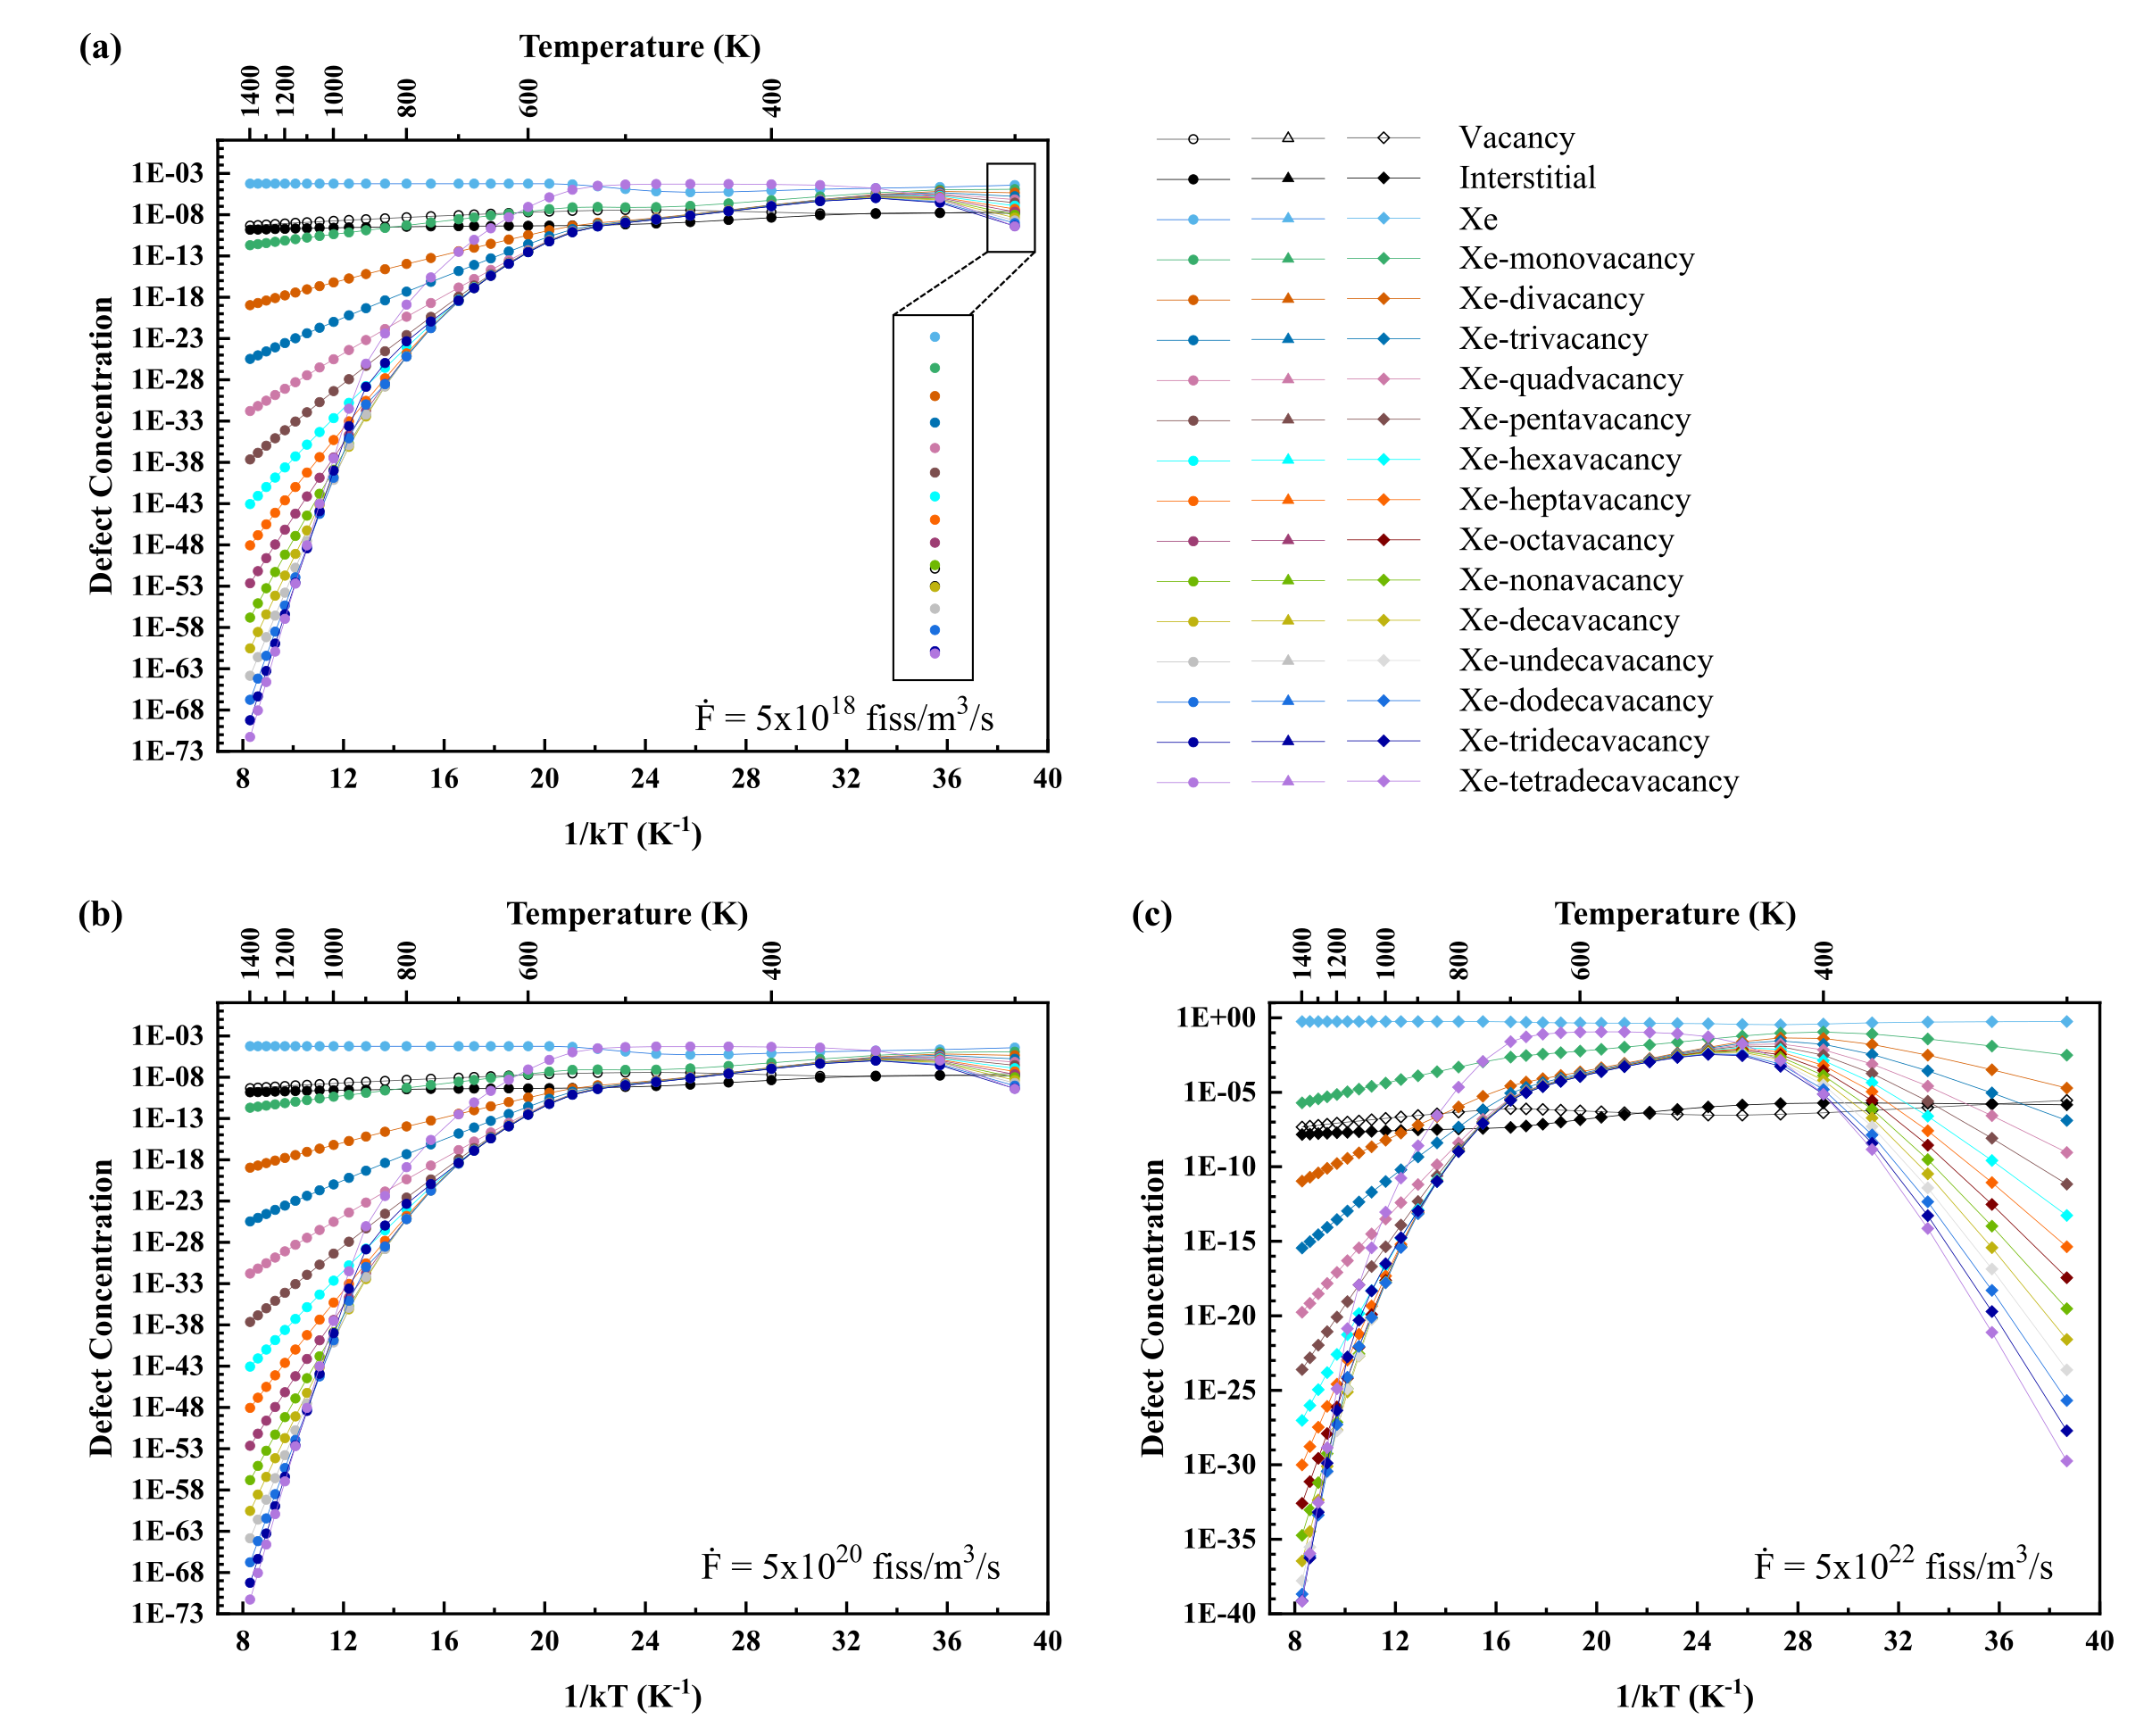 (a)
Temperature (K)
1400 1200 1000 800 600 400
1E-03
1E-08
1E-13
1E-18
1E-23
1E-28
1E-33
1E-38
1E-43
1E-48
1E-53
1E-58
1E-63
1E-68
1E-73
Defect Concentration
Ḟ = 5x10^18 fiss/m^3/s
8 12 16 20 24 28 32 36 40
1/kT (K^-1)
Vacancy
Interstitial
Xe
Xe-monovacancy
Xe-divacancy
Xe-trivacancy
Xe-quadvacancy
Xe-pentavacancy
Xe-hexavacancy
Xe-heptavacancy
Xe-octavacancy
Xe-nonavacancy
Xe-decavacancy
Xe-undecavacancy
Xe-dodecavacancy
Xe-tridecavacancy
Xe-tetradecavacancy
(b)
Temperature (K)
1400 1200 1000 800 600 400
1E-03
1E-08
1E-13
1E-18
1E-23
1E-28
1E-33
1E-38
1E-43
1E-48
1E-53
1E-58
1E-63
1E-68
1E-73
Defect Concentration
Ḟ = 5x10^20 fiss/m^3/s
8 12 16 20 24 28 32 36 40
1/kT (K^-1)
(c)
Temperature (K)
1400 1200 1000 800 600 400
1E+00
1E-05
1E-10
1E-15
1E-20
1E-25
1E-30
1E-35
1E-40
Defect Concentration
Ḟ = 5x10^22 fiss/m^3/s
8 12 16 20 24 28 32 36 40
1/kT (K^-1)